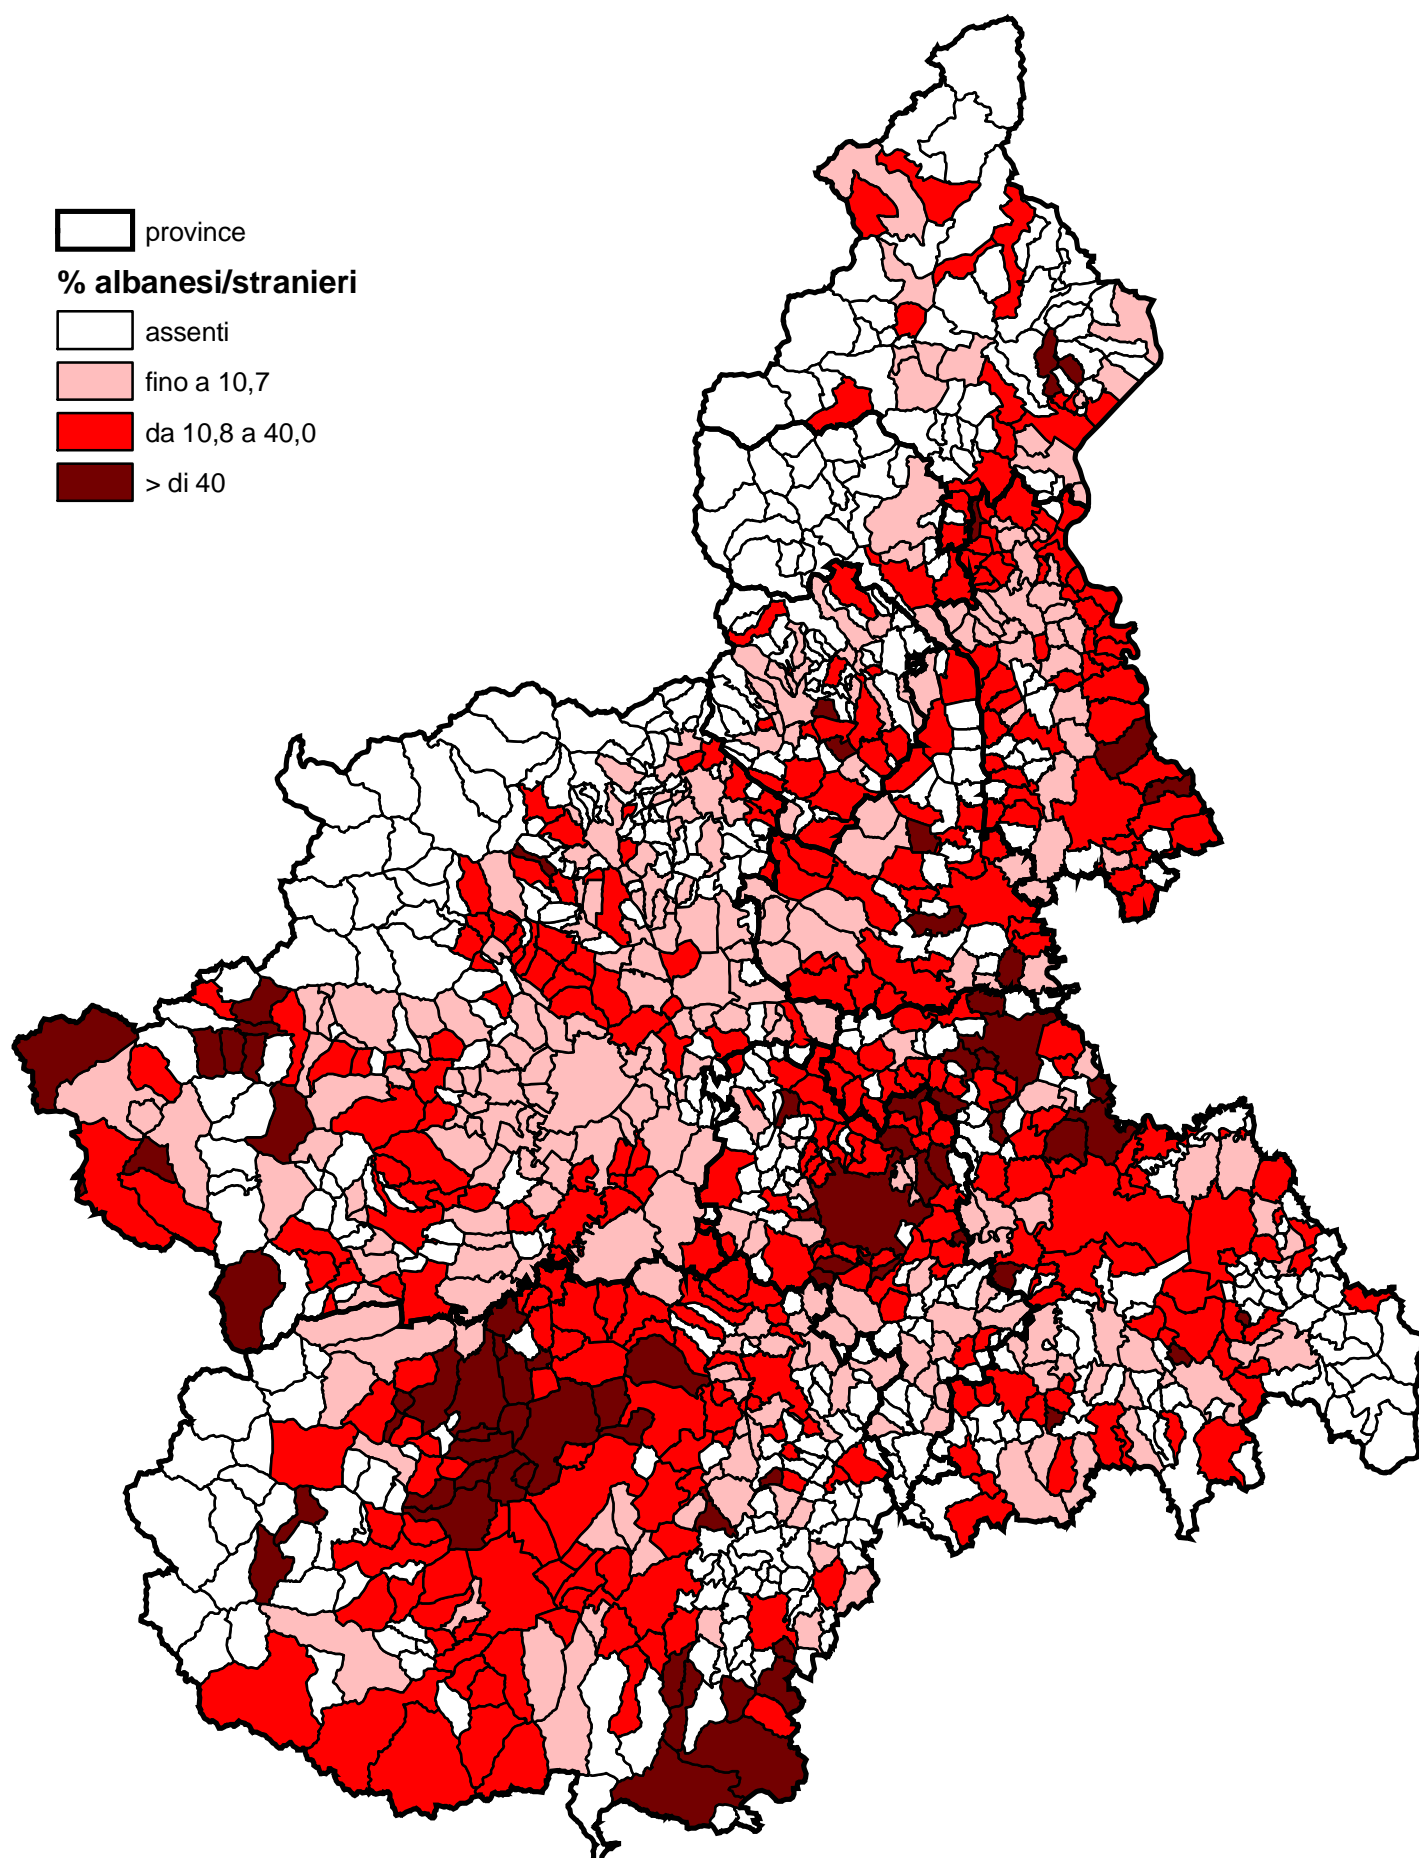 province
% albanesi/stranieri
assenti
fino a 10,7
da 10,8 a 40,0
> di 40